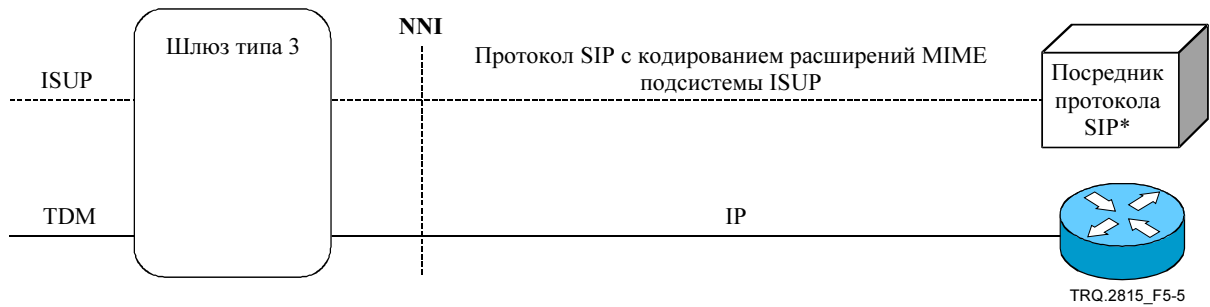 Шлюз типа 3
NNI
ISUP
Протокол SIP с кодированием расширений MIME
подсистемы ISUP
Посредник
протокола
SIP*
TDM
IP
TRQ.2815_F5-5